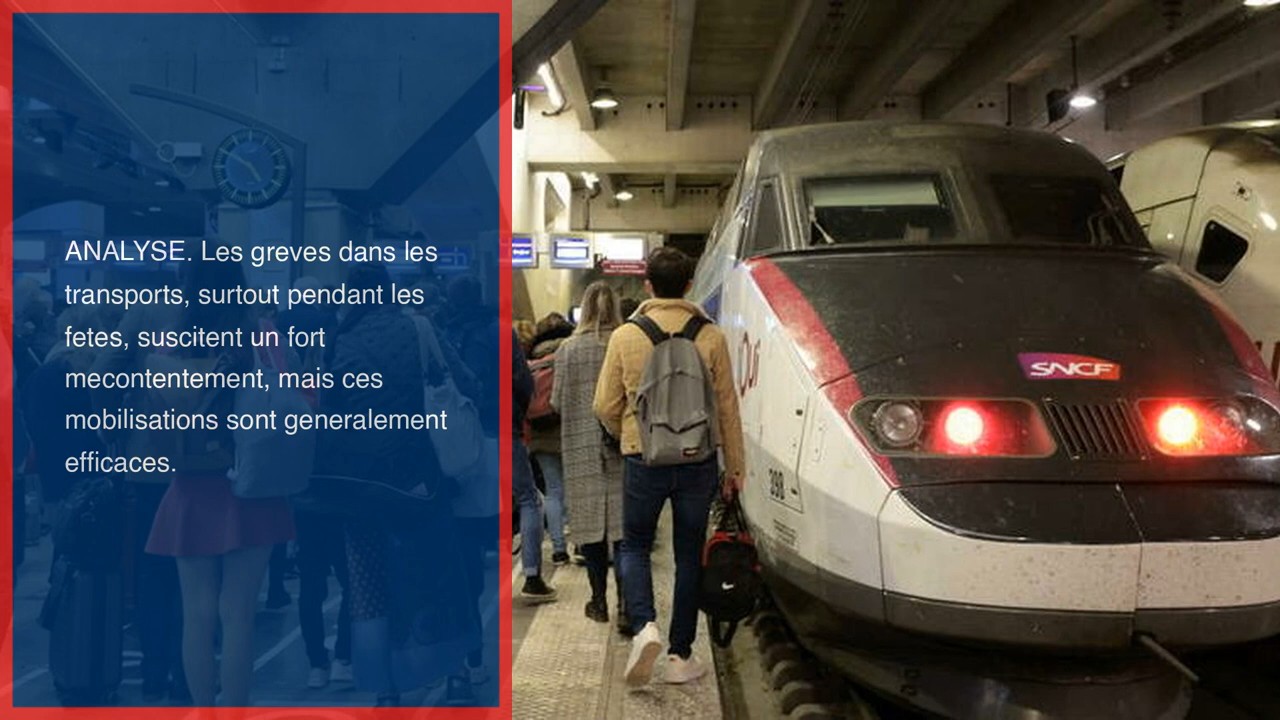 ANALYSE. Les greves dans les
transports, surtout pendant les
fetes, suscitent un fort
mecontentement, mais ces
mobilisations sont generalement
efficaces.
SNCF
398